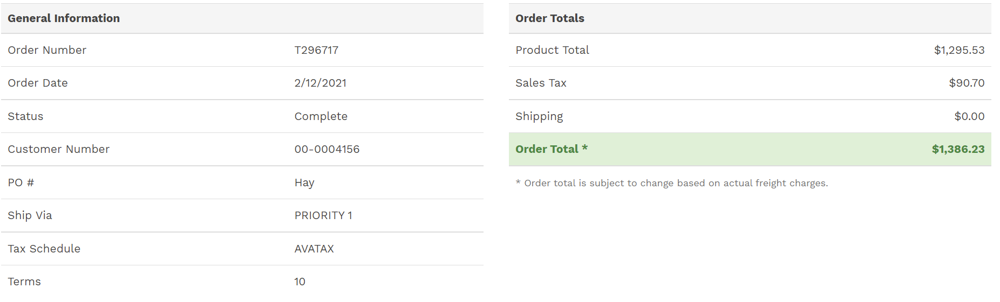 General Information
Order Number T296717
Order Date 2/12/2021
Status Complete
Customer Number 00-0004156
PO # Hay
Ship Via PRIORITY 1
Tax Schedule AVATAX
Terms 10
Order Totals
Product Total $1,295.53
Sales Tax $90.70
Shipping $0.00
Order Total * $1,386.23
* Order total is subject to change based on actual freight charges.